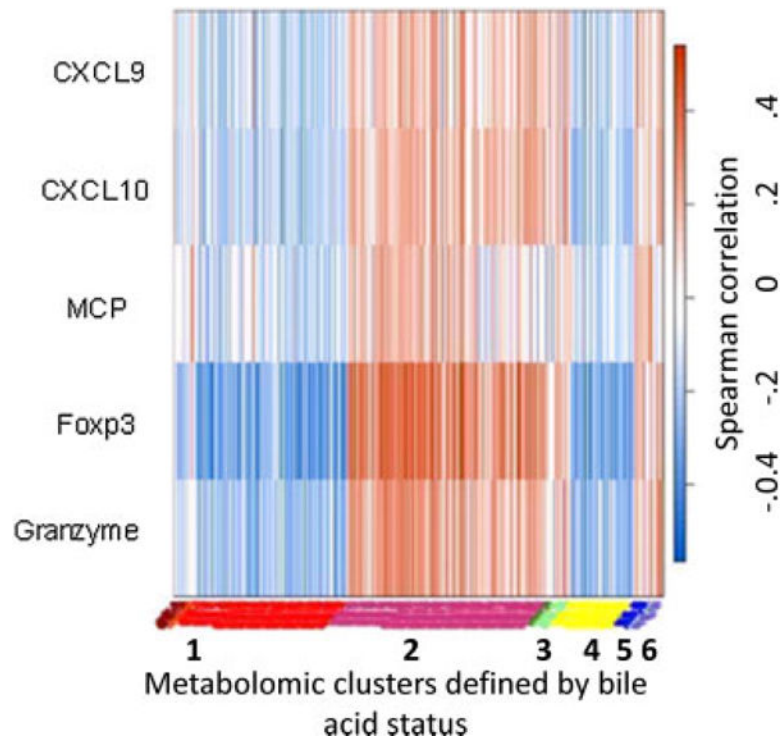 CXCL9
CXCL10
MCP
Foxp3
Granzyme
.4
.2
0
-.2
-.0.4
Spearman correlation
1 2 3 4 5 6
Metabolomic clusters defined by bile
acid status